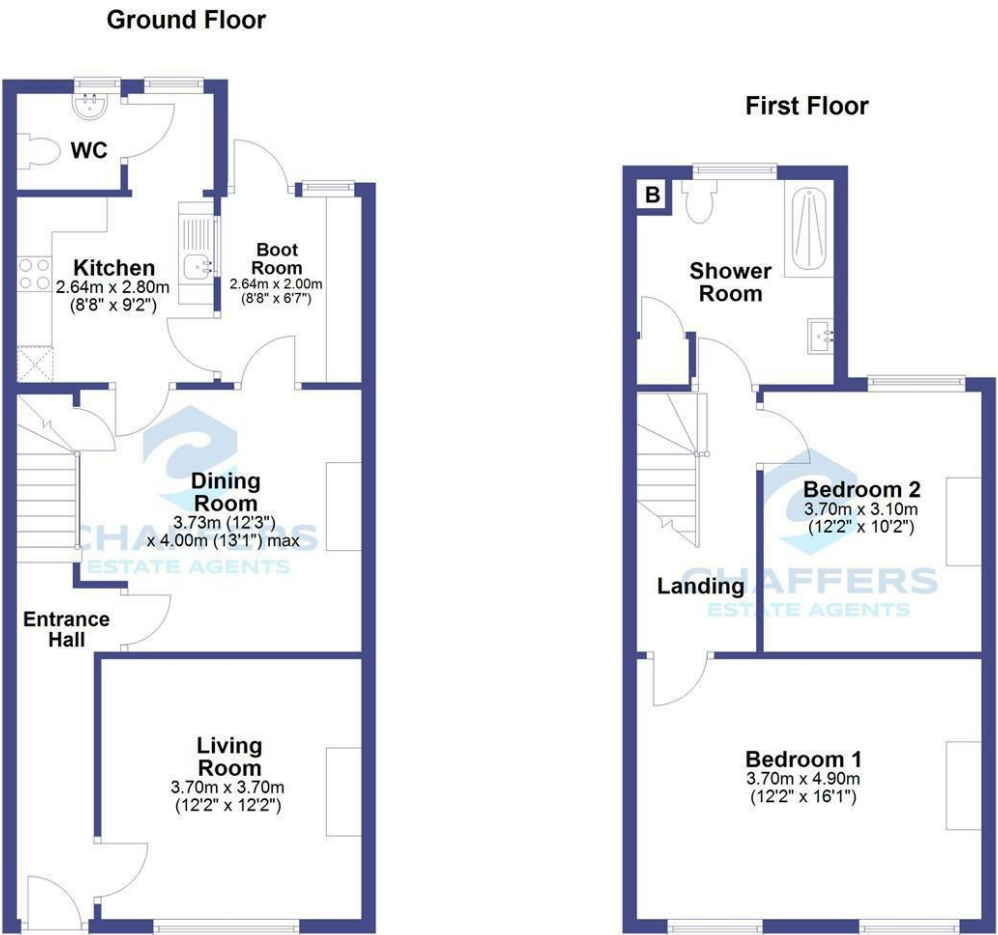 Ground Floor
WC
Kitchen
2.64m x 2.80m
(8'8" x 9'2")
Boot
Room
2.64m x 2.00m
(8'8" x 6'7")
Dining
Room
3.73m (12'3")
x 4.00m (13'1") max
CHAFFERS
ESTATE AGENTS
Entrance
Hall
Living
Room
3.70m x 3.70m
(12'2" x 12'2")
First Floor
B
Shower
Room
Bedroom 2
3.70m x 3.10m
(12'2" x 10'2")
Landing
CHAFFERS
ESTATE AGENTS
Bedroom 1
3.70m x 4.90m
(12'2" x 16'1")